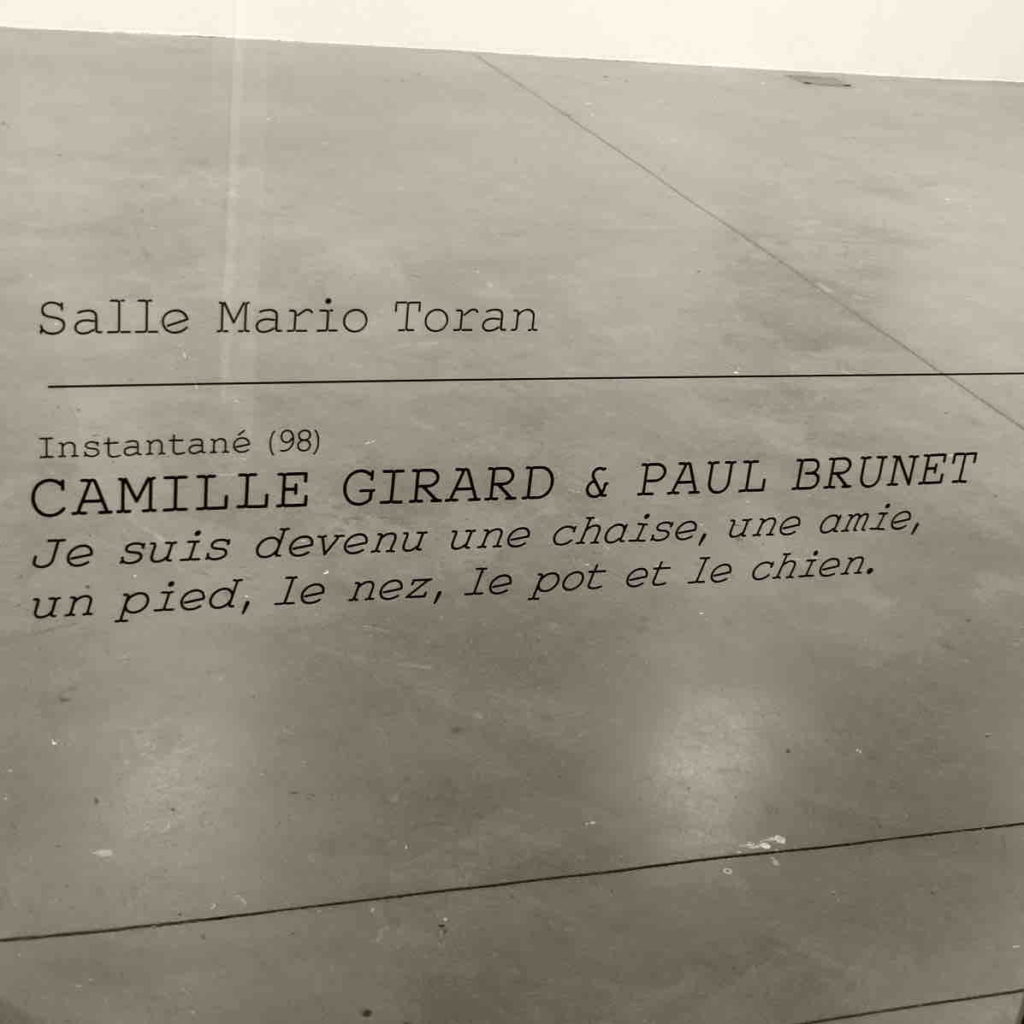 Salle Mario Toran
Instantané (98)
CAMILLE GIRARD & PAUL BRUNET
Je suis devenu une chaise, une amie,
un pied, le nez, le pot et le chien.